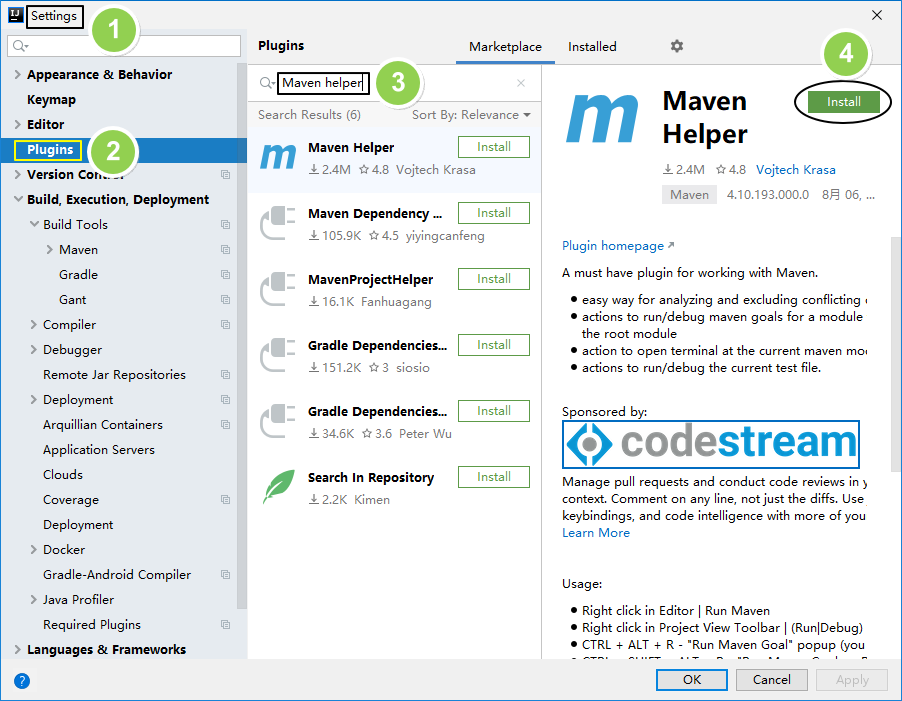 Settings
1
Plugins
Marketplace
Installed
4
Appearance & Behavior
Keymap
Editor
Plugins
2
Version Control
Build, Execution, Deployment
Build Tools
Maven
Gradle
Gant
Compiler
Debugger
Remote Jar Repositories
Deployment
Arquillian Containers
Application Servers
Clouds
Coverage
Deployment
Docker
Gradle-Android Compiler
Java Profiler
Required Plugins
Languages & Frameworks
Maven helper
3
Search Results (6)
Sort By: Relevance
Maven Helper
Install
2.4M 4.8 Vojtech Krasa
Maven Dependency ...
Install
105.9K 4.5 yiyingcanfeng
MavenProjectHelper
Install
16.1K Fanhuagang
Gradle Dependencies...
Install
151.2K 3 siosio
Gradle Dependencies...
Install
34.6K 3.6 Peter Wu
Search In Repository
Install
2.2K Kimen
m
Maven
Helper
Install
2.4M 4.8 Vojtech Krasa
Maven 4.10.193.000.0 8月 06, ...
Plugin homepage
A must have plugin for working with Maven.
easy way for analyzing and excluding conflicting
actions to run/debug maven goals for a module
the root module
action to open terminal at the current maven mo
actions to run/debug the current test file.
Sponsored by:
codestream
Manage pull requests and conduct code reviews in y
context. Comment on any line, not just the diffs. Use
keybindings, and code intelligence with more of you
Learn More
Usage:
Right click in Editor | Run Maven
Right click in Project View Toolbar | (Run|Debug)
CTRL + ALT + R - "Run Maven Goal" popup (you
?
OK
Cancel
Apply